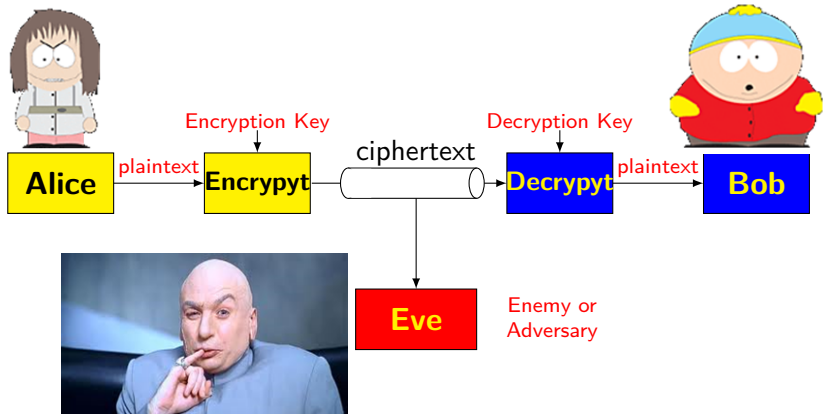 Encryption Key
Decryption Key
ciphertext
plaintext
plaintext
Alice
Encrypyt
Decrypyt
Bob
Eve
Enemy or
Adversary